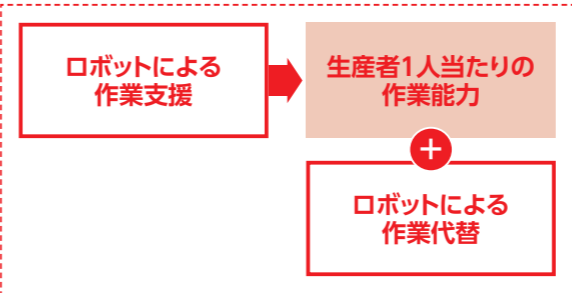 ロボットによる
作業支援
生産者1人当たりの
作業能力
+
ロボットによる
作業代替